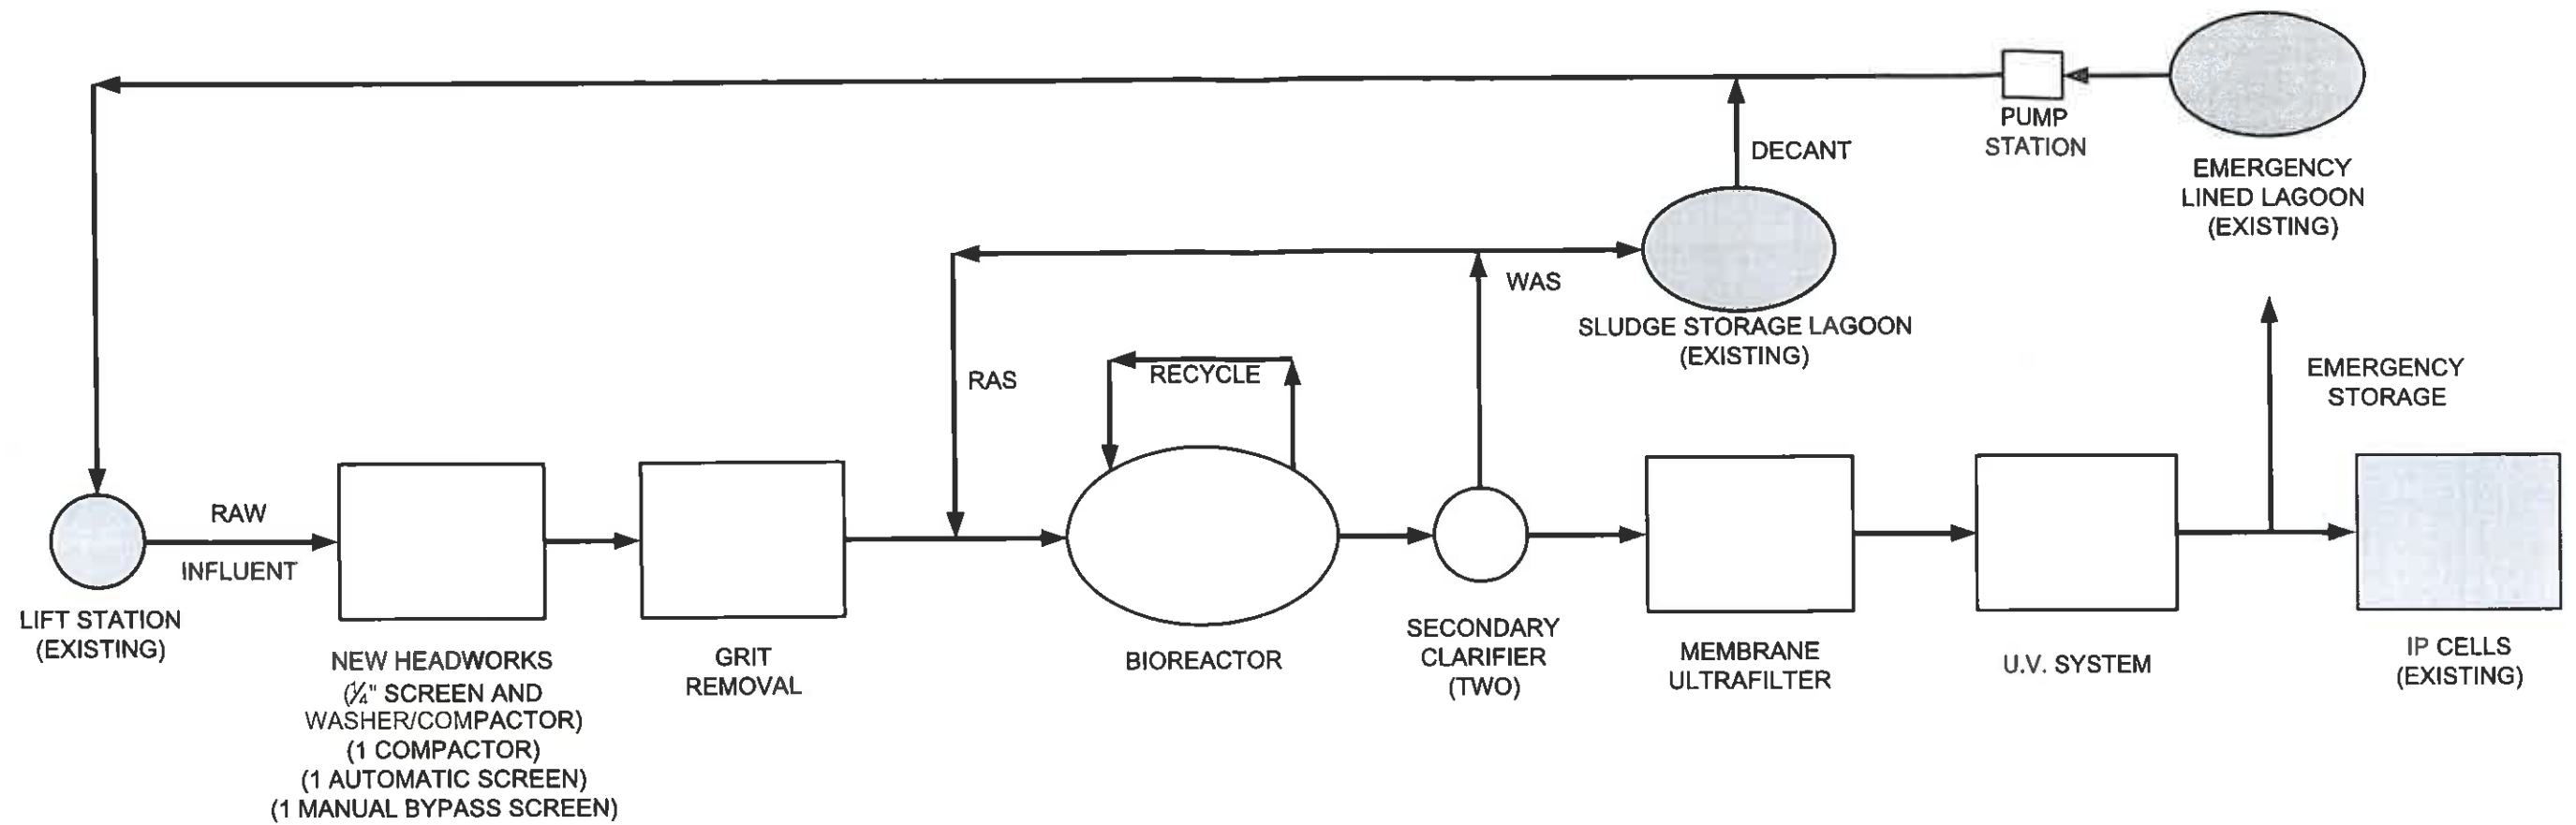 PUMP
STATION
DECANT
EMERGENCY
LINED LAGOON
(EXISTING)
WAS
SLUDGE STORAGE LAGOON
(EXISTING)
RECYCLE
RAS
EMERGENCY
STORAGE
RAW
INFLUENT
LIFT STATION
(EXISTING)
NEW HEADWORKS
(¼" SCREEN AND
WASHER/COMPACTOR)
(1 COMPACTOR)
(1 AUTOMATIC SCREEN)
(1 MANUAL BYPASS SCREEN)
GRIT
REMOVAL
BIOREACTOR
SECONDARY
CLARIFIER
(TWO)
MEMBRANE
ULTRAFILTER
U.V. SYSTEM
IP CELLS
(EXISTING)